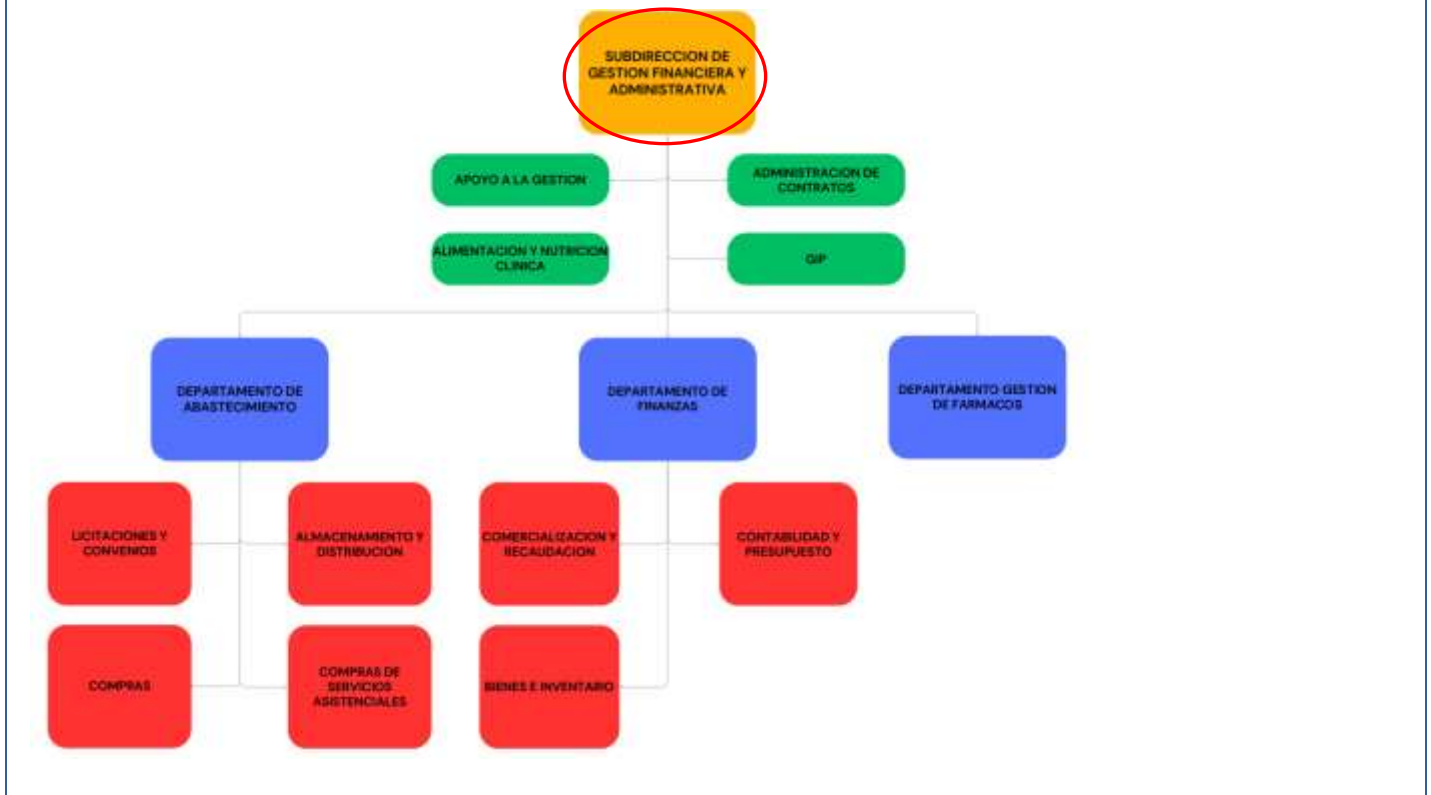 SUBDIRECCION DE
GESTION FINANCIERA Y
ADMINISTRATIVA
APOYO A LA GESTION
ADMINISTRACION DE
CONTRATOS
ALIMENTACION Y NUTRICION
CLINICA
GIP
DEPARTAMENTO DE
ABASTECIMIENTO
DEPARTAMENTO DE
FINANZAS
DEPARTAMENTO GESTION
DE FARMACOS
LICITACIONES Y
CONVENIOS
ALMACENAMIENTO Y
DISTRIBUCIÓN
COMERCIALIZACION Y
RECAUDACION
CONTABILIDAD Y
PRESUPUESTO
COMPRAS
COMPRAS DE
SERVICIOS
ASISTENCIALES
BIENES E INVENTARIO